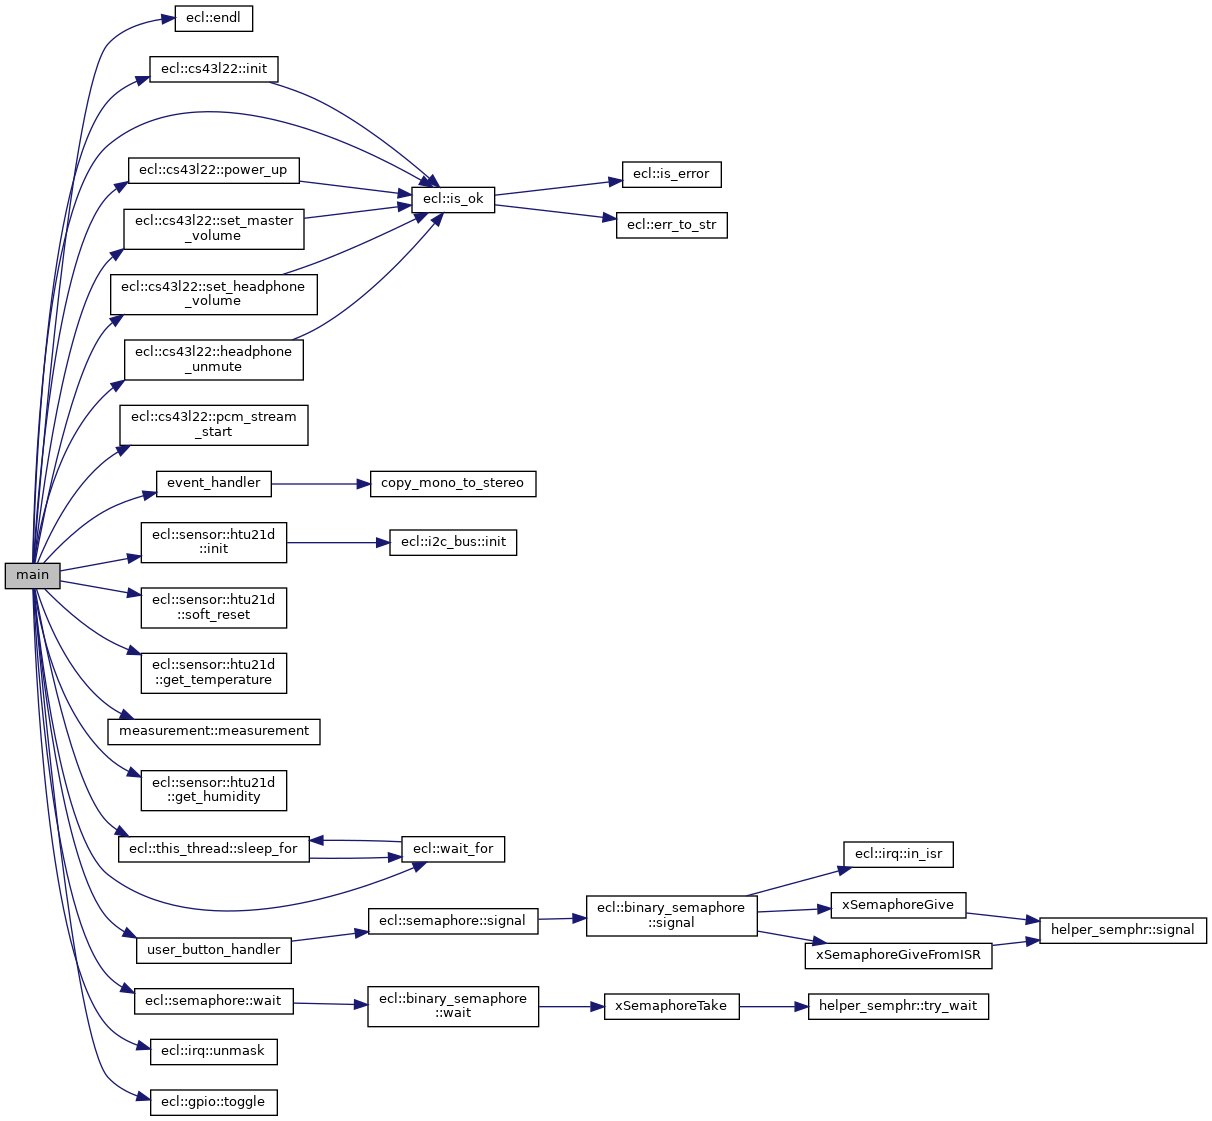 ecl::endl
ecl::cs43l22::init
ecl::cs43l22::power_up
ecl::is_error
ecl::is_ok
ecl::cs43l22::set_master
_volume
ecl::err_to_str
ecl::cs43l22::set_headphone
_volume
ecl::cs43l22::headphone
_unmute
ecl::cs43l22::pcm_stream
_start
event_handler
copy_mono_to_stereo
ecl::sensor::htu21d
::init
ecl::i2c_bus::init
main
ecl::sensor::htu21d
::soft_reset
ecl::sensor::htu21d
::get_temperature
measurement::measurement
ecl::sensor::htu21d
::get_humidity
ecl::this_thread::sleep_for
ecl::wait_for
ecl::irq::in_isr
ecl::semaphore::signal
ecl::binary_semaphore
::signal
xSemaphoreGive
helper_semphr::signal
user_button_handler
xSemaphoreGiveFromISR
ecl::semaphore::wait
ecl::binary_semaphore
::wait
xSemaphoreTake
helper_semphr::try_wait
ecl::irq::unmask
ecl::gpio::toggle